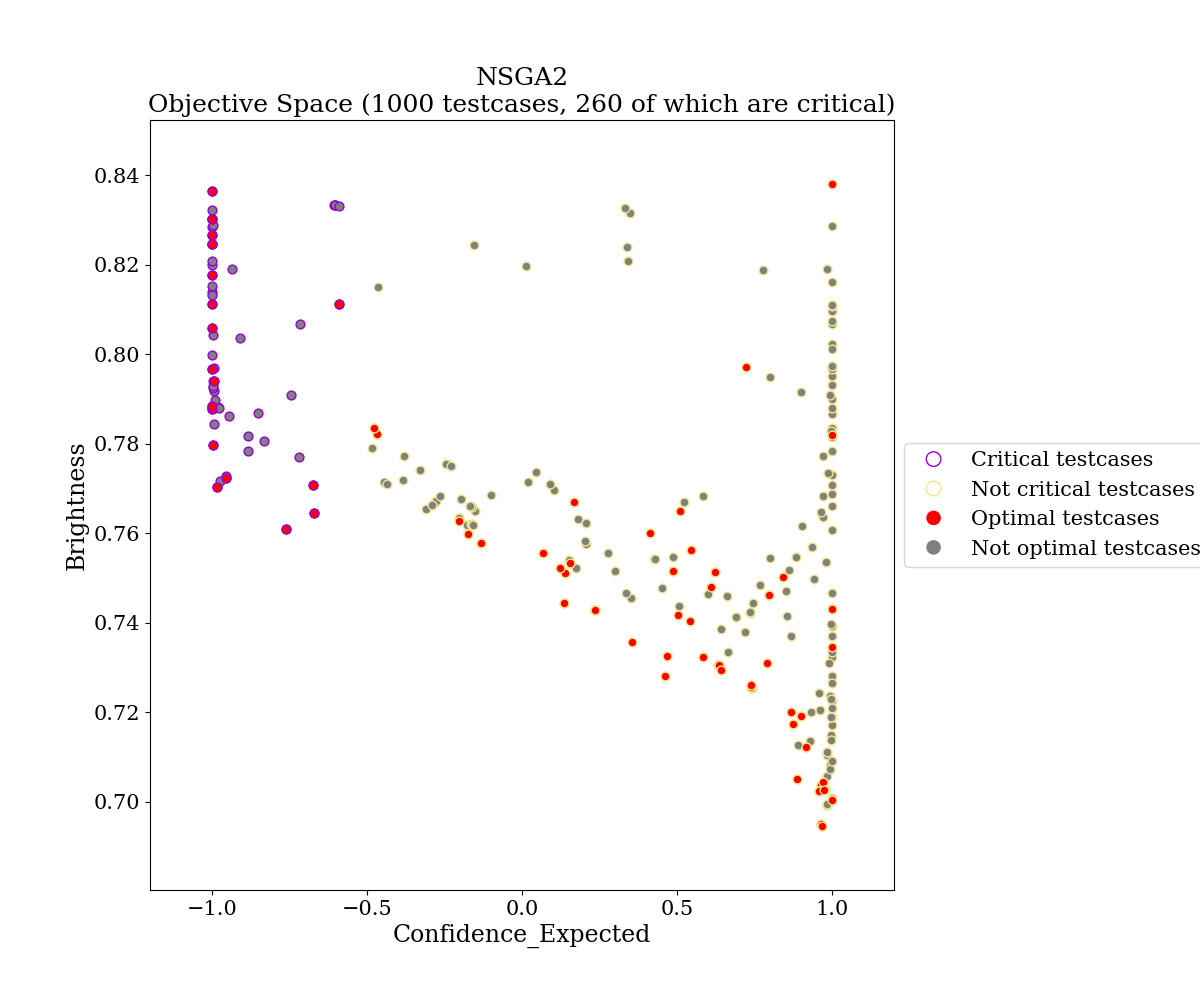 NSGA2
Objective Space (1000 testcases, 260 of which are critical)
0.84
0.82
0.80
0.78
0.76
0.74
0.72
0.70
Brightness
−1.0
−0.5
0.0
0.5
1.0
Confidence_Expected
Critical testcases
Not critical testcases
Optimal testcases
Not optimal testcases